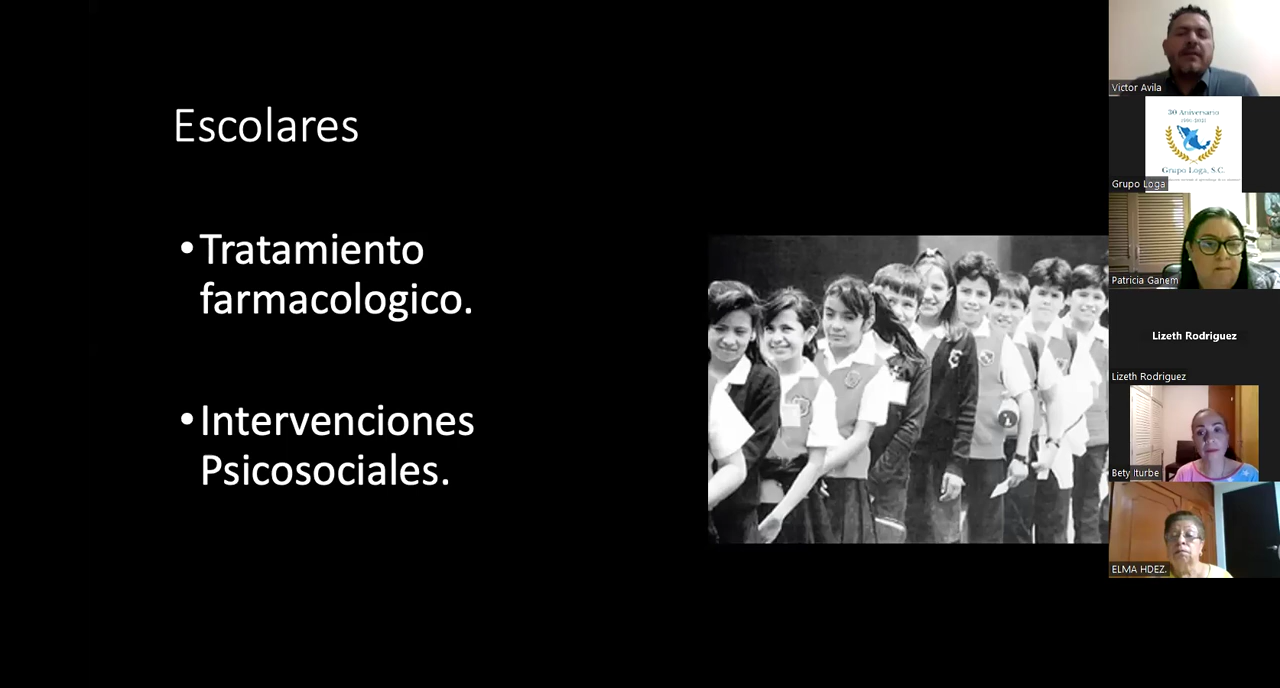 Escolares
•Tratamiento
farmacologico.
•Intervenciones
Psicosociales.
Victor Avila
30 Aniversario
Grupo Loga, S.C.
Grupo Loga
Patricia Ganem
Lizeth Rodriguez
Lizeth Rodriguez
Bety Iturbe
ELMA HDEZ.